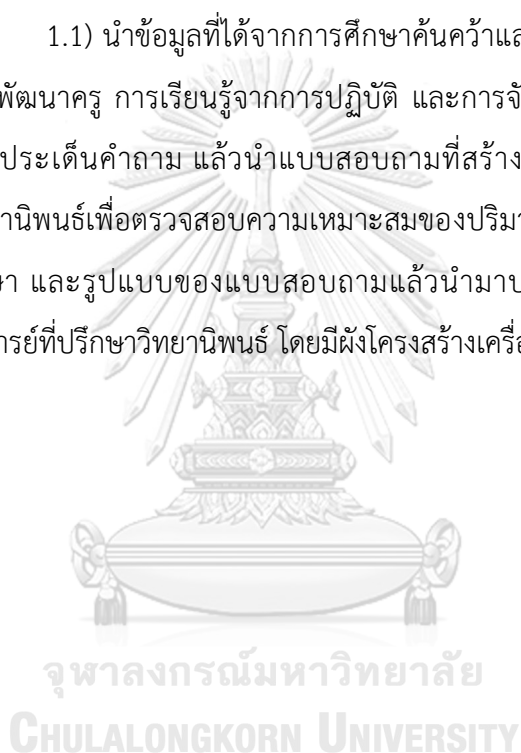 1.1) นำข้อมูลที่ได้จากการศึกษาค้นคว้าแล
พัฒนาครู การเรียนรู้จากการปฏิบัติ และการจั
ประเด็นคำถาม แล้วนำแบบสอบถามที่สร้าง
านิพนธ์เพื่อตรวจสอบความเหมาะสมของปริมา
ษา และรูปแบบของแบบสอบถามแล้วนำมาป
ารย์ที่ปรึกษาวิทยานิพนธ์ โดยมีผังโครงสร้างเครื่อ
จุฬาลงกรณ์มหาวิทยาลัย
CHULALONGKORN UNIVERSITY